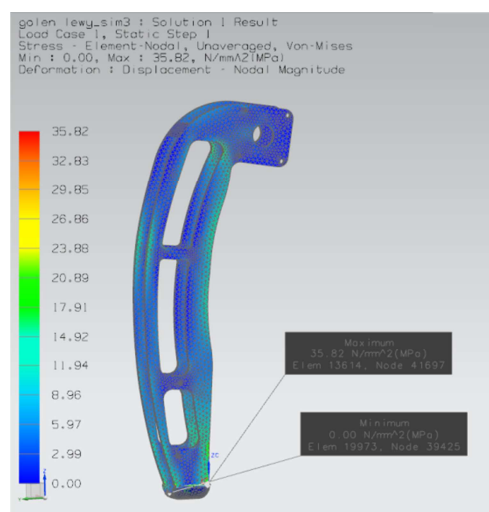 golen lewy_sim3 : Solution 1 Result
Load Case 1, Static Step 1
Stress - Element-Nodal, Unaveraged, Von-Mises
Min : 0.00, Max : 35.82, N/mm^2(MPa)
Deformation : Displacement - Nodal Magnitude
35.82
32.83
29.85
26.86
23.88
20.89
17.91
14.92
11.94
8.96
5.97
2.99
0.00
Maximum
35.82 N/mm^2(MPa)
Elem 13614, Node 41697
Minimum
0.00 N/mm^2(MPa)
Elem 19973, Node 39425
ZC